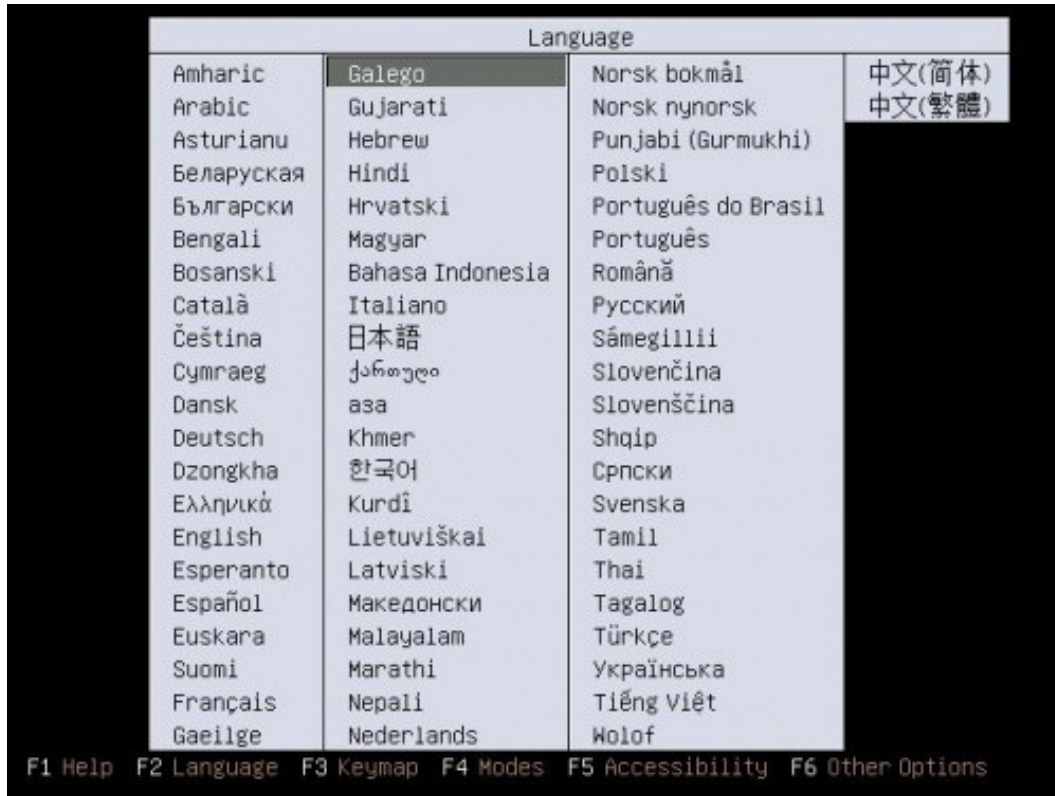 Language
Amharic
Arabic
Asturianu
Беларуская
Български
Bengali
Bosanski
Català
Čeština
Cymraeg
Dansk
Deutsch
Dzongkha
Ελληνικά
English
Esperanto
Español
Euskara
Suomi
Français
Gaeilge
Galego
Gujarati
Hebrew
Hindi
Hrvatski
Magyar
Bahasa Indonesia
Italiano
日本語
ქართული
аза
Khmer
한국어
Kurdî
Lietuviškai
Latviski
Македонски
Malayalam
Marathi
Nepali
Nederlands
Norsk bokmål
Norsk nynorsk
Punjabi (Gurmukhi)
Polski
Português do Brasil
Português
Română
Русский
Sámegillii
Slovenčina
Slovenščina
Shqip
Српски
Svenska
Tamil
Thai
Tagalog
Türkçe
Українська
Tiếng Việt
Wolof
中文(简体)
中文(繁體)
F1 Help F2 Language F3 Keymap F4 Modes F5 Accessibility F6 Other Options